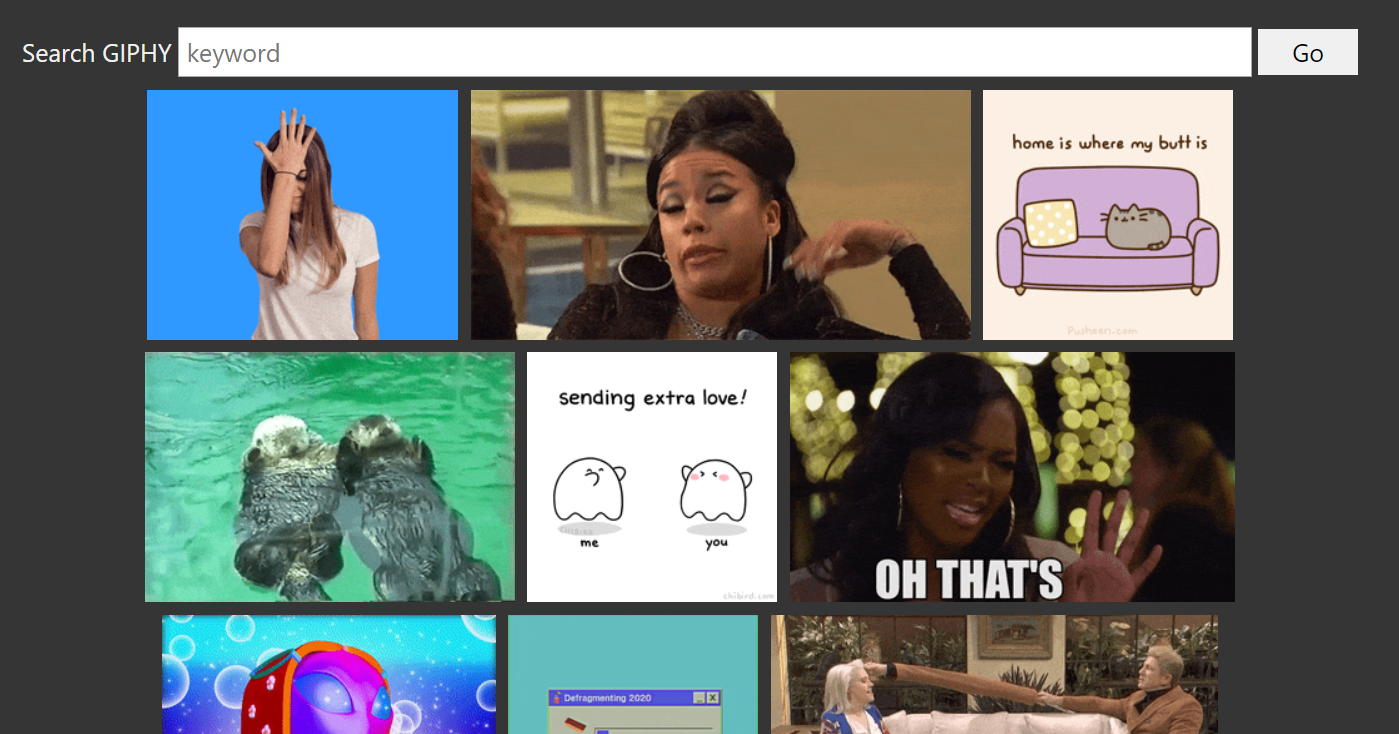 Search GIPHY keyword Go
home is where my butt is
Pusheen.com
sending extra love!
me you
chibird.com
OH THAT'S
Defragmenting 2020